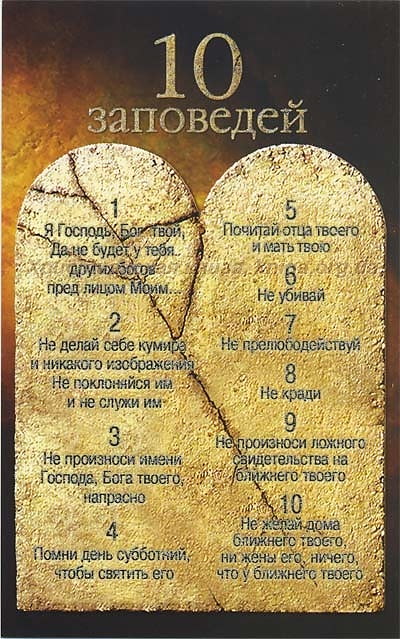 10
заповедей
1
Я Господь, Бог твой,
Да не будет у тебя
других богов
пред лицом Моим...
2
Не делай себе кумира
и никакого изображения
Не поклоняйся им
и не служи им
3
Не произноси имени
Господа, Бога твоего,
напрасно
4
Помни день субботний,
чтобы святить его
5
Почитай отца твоего
и мать твою
6
Не убивай
7
Не прелюбодействуй
8
Не кради
9
Не произноси ложного
свидетельства на
ближнего твоего
10
Не желай дома
ближнего твоего,
ни жены его, ничего,
что у ближнего твоего